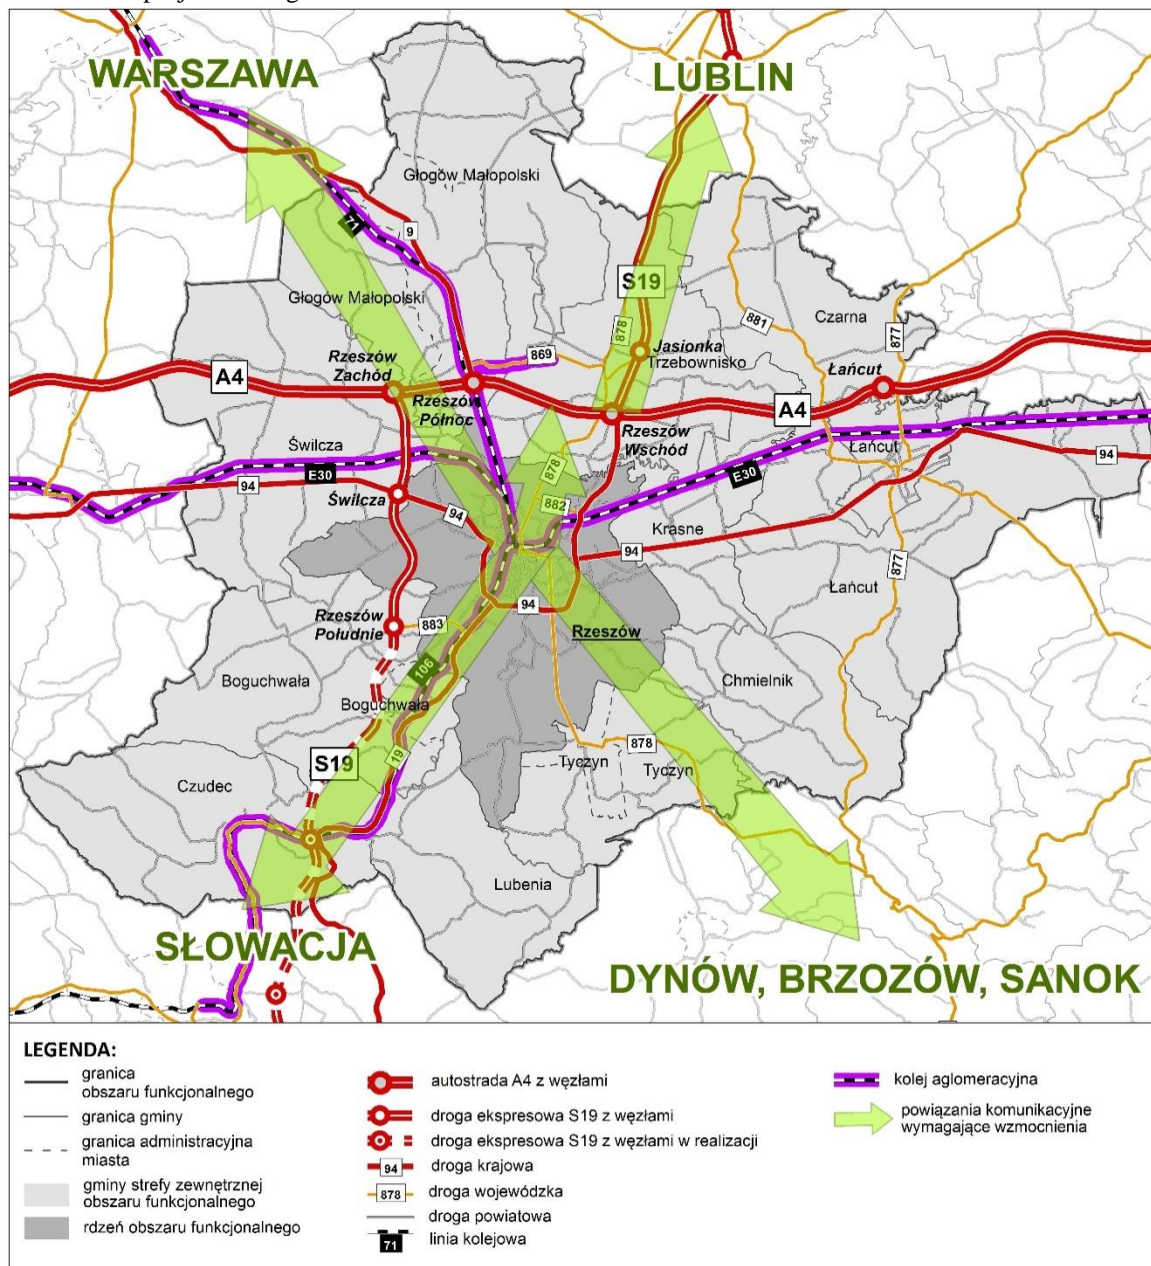 WARSZAWA
LUBLIN
Głogów Małopolski
71
9
S19
Głogów Małopolski
878
881
Czarna
877
Rzeszów
Zachód
869
Jasionka
Trzebownisko
Łańcut
A4
Rzeszów
Północ
A4
Rzeszów
Wschód
Świlcza
E30
94
Świlcza
94
878
882
E30
Krasne
Łańcut
94
94
94
Rzeszów
Południe
883
Rzeszów
877
Łańcut
106
Boguchwała
Boguchwała
Chmielnik
19
S19
Czudec
878
Tyczyn
Tyczyn
Lubenia
SŁOWACJA
DYNÓW, BRZOZÓW, SANOK
LEGENDA:
granica
obszaru funkcjonalnego
granica gminy
granica administracyjna
miasta
gminy strefy zewnętrznej
obszaru funkcjonalnego
rdzeń obszaru funkcjonalnego
autostrada A4 z węzłami
droga ekspresowa S19 z węzłami
droga ekspresowa S19 z węzłami w realizacji
94 droga krajowa
878 droga wojewódzka
droga powiatowa
71 linia kolejowa
kolej aglomeracyjna
powiązania komunikacyjne
wymagające wzmocnienia